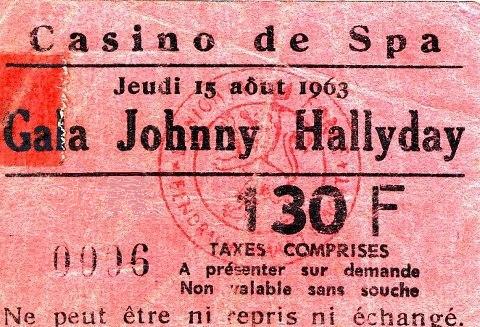 Casino de Spa
Jeudi 15 août 1963
Gala Johnny Hallyday
130 F
TAXES COMPRISES
0006
A présenter sur demande
Non valable sans souche
Ne peut être ni repris ni échangé.